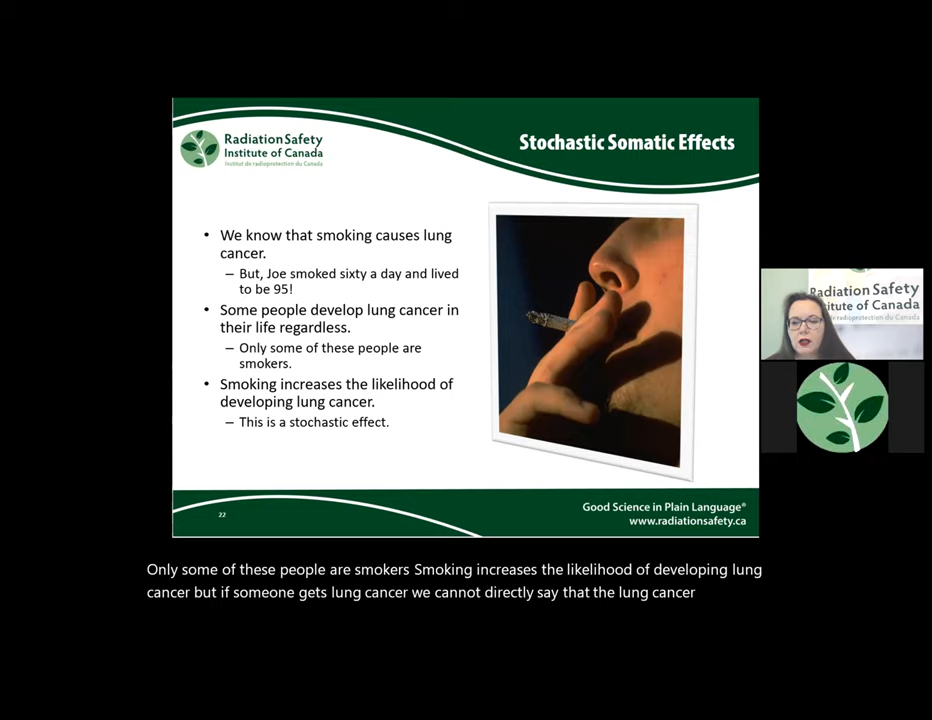 Radiation Safety
Institute of Canada
Institut de radioprotection du Canada
Stochastic Somatic Effects
• We know that smoking causes lung
cancer.
– But, Joe smoked sixty a day and lived
to be 95!
• Some people develop lung cancer in
their life regardless.
– Only some of these people are
smokers.
• Smoking increases the likelihood of
developing lung cancer.
– This is a stochastic effect.
22
Good Science in Plain Language®
www.radiationsafety.ca
Radiation Safety
itute of Canada
de radioprotection du Canada
Only some of these people are smokers Smoking increases the likelihood of developing lung
cancer but if someone gets lung cancer we cannot directly say that the lung cancer